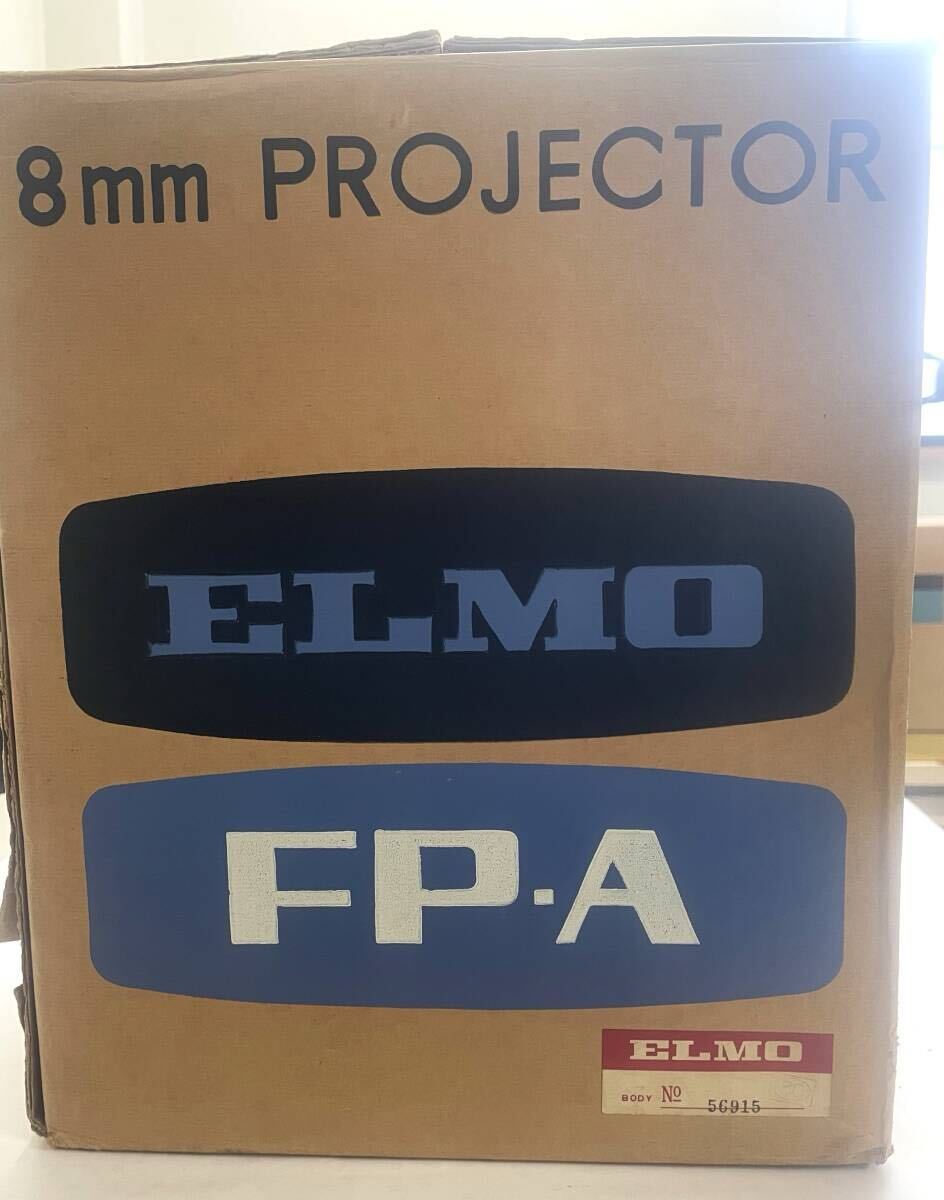 8mm PROJECTOR
ELMO
FP·A
ELMO
BODY Nº 56915